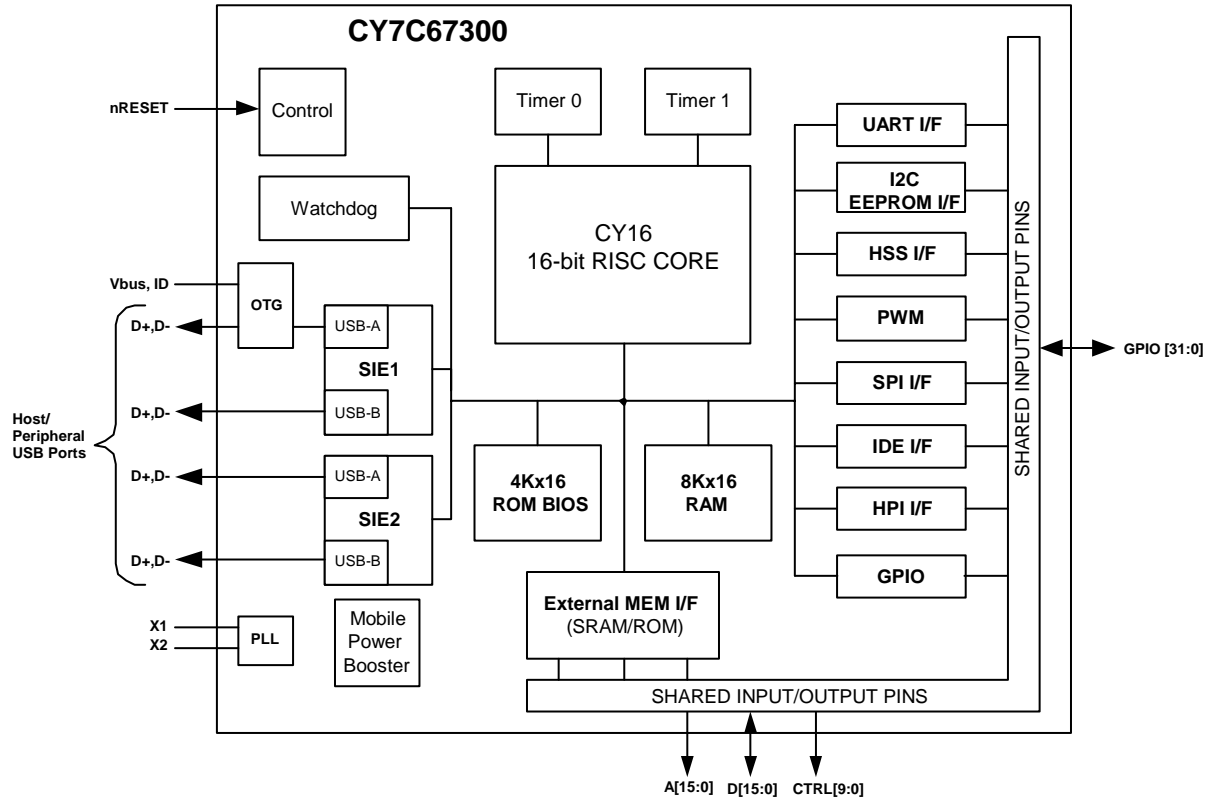 CY7C67300
nRESET
Control
Timer 0
Timer 1
UART I/F
Watchdog
I2C
EEPROM I/F
CY16
16-bit RISC CORE
HSS I/F
Vbus, ID
OTG
D+,D-
USB-A
SIE1
PWM
SHARED INPUT/OUTPUT PINS
GPIO [31:0]
SPI I/F
D+,D-
USB-B
Host/
Peripheral
USB Ports
IDE I/F
D+,D-
USB-A
SIE2
4Kx16
ROM BIOS
8Kx16
RAM
HPI I/F
D+,D-
USB-B
GPIO
External MEM I/F
(SRAM/ROM)
X1
X2
PLL
Mobile
Power
Booster
SHARED INPUT/OUTPUT PINS
A[15:0]
D[15:0]
CTRL[9:0]